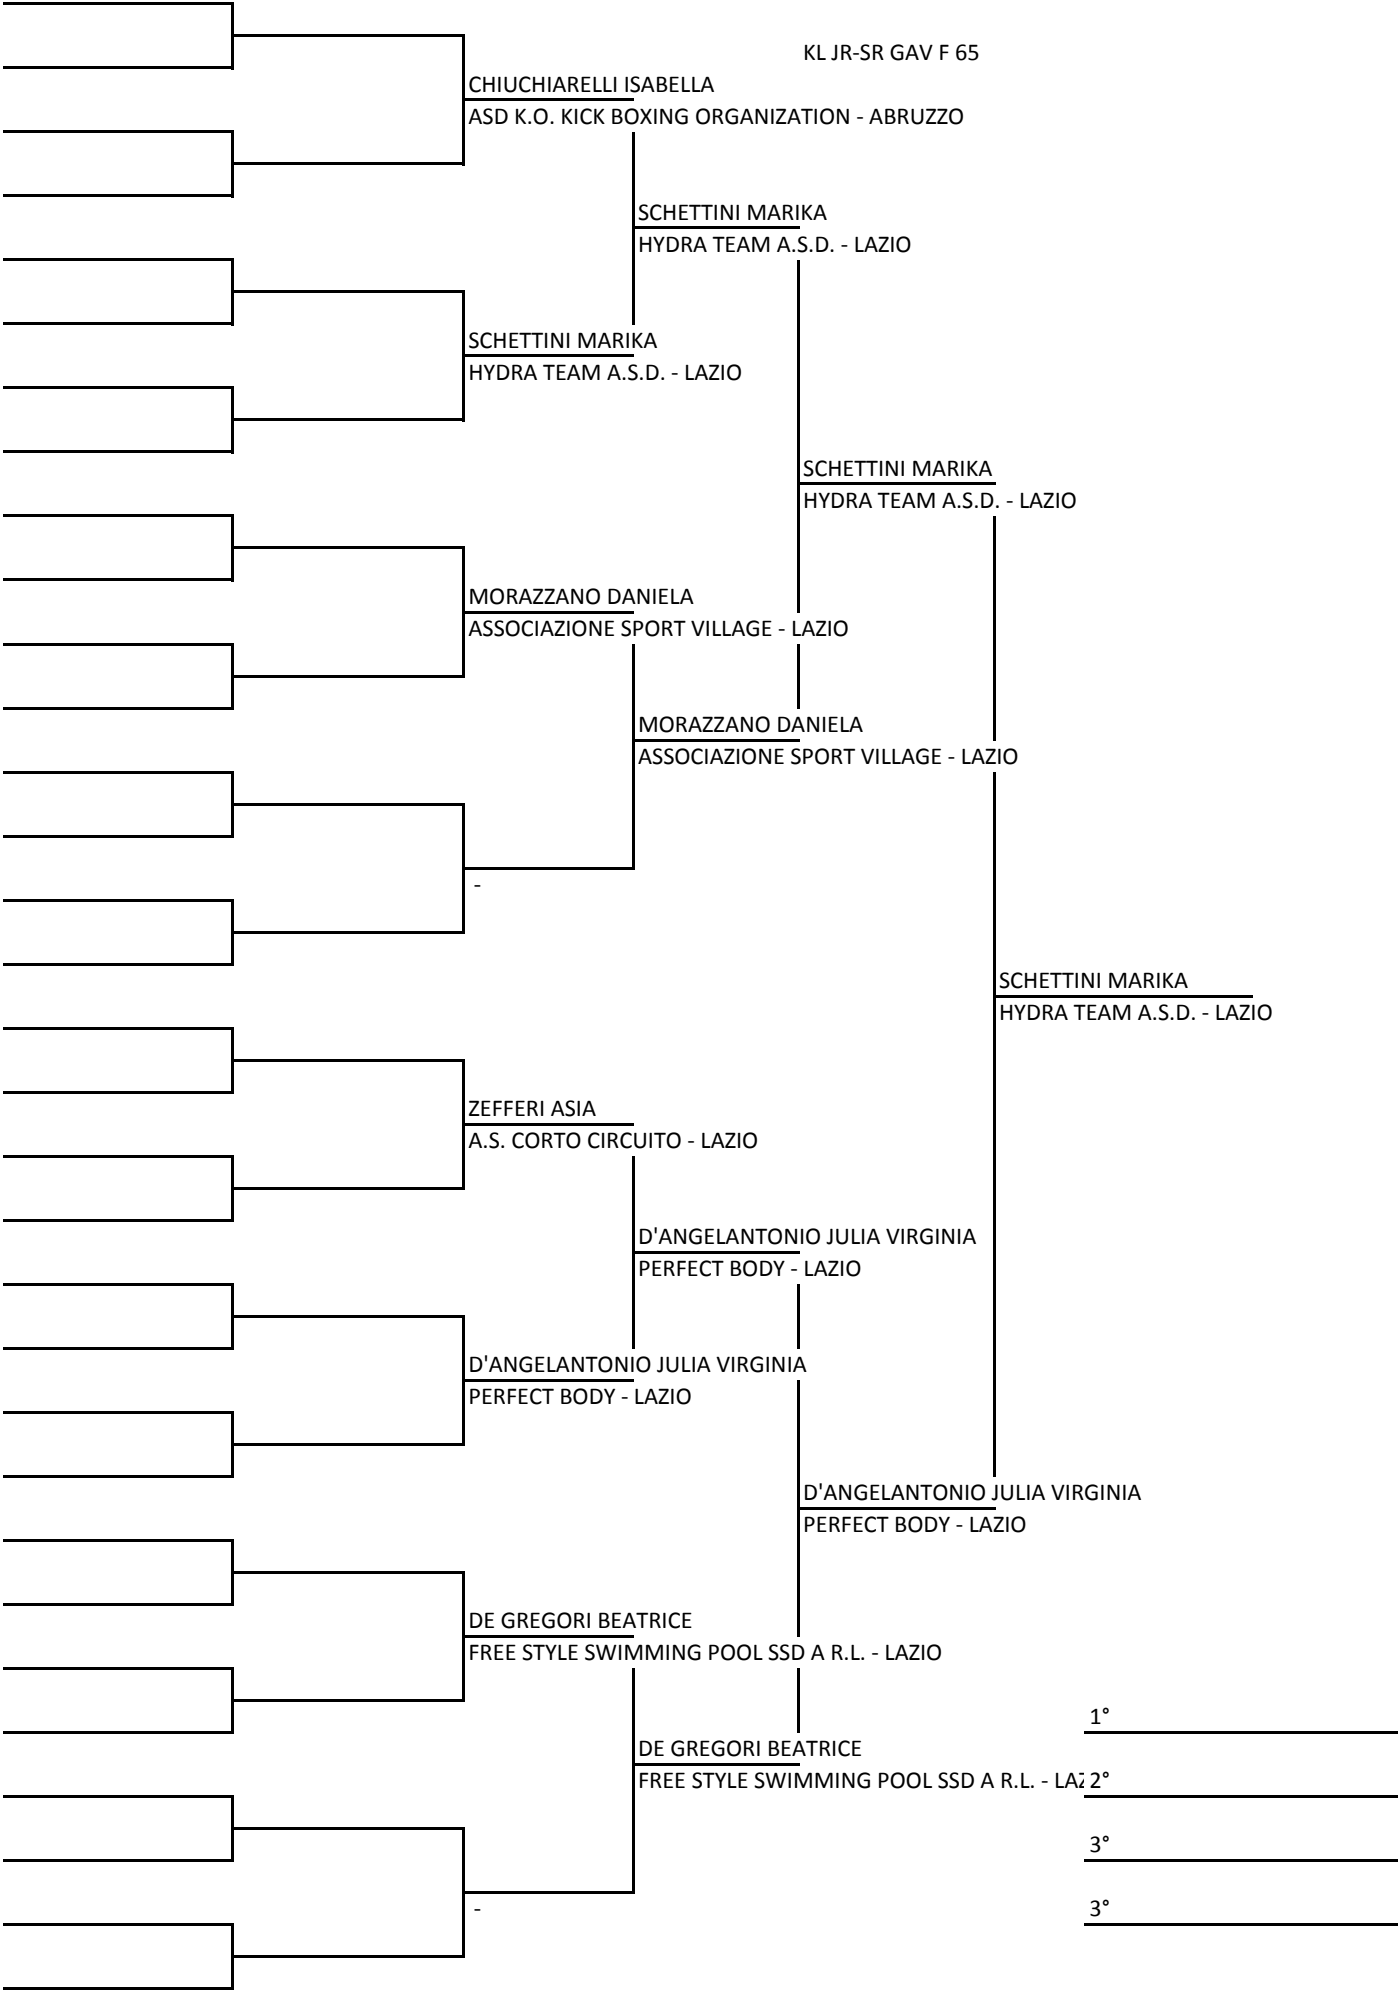 KL JR-SR GAV F 65
CHIUCHIARELLI ISABELLA
ASD K.O. KICK BOXING ORGANIZATION - ABRUZZO
SCHETTINI MARIKA
HYDRA TEAM A.S.D. - LAZIO
SCHETTINI MARIKA
HYDRA TEAM A.S.D. - LAZIO
SCHETTINI MARIKA
HYDRA TEAM A.S.D. - LAZIO
MORAZZANO DANIELA
ASSOCIAZIONE SPORT VILLAGE - LAZIO
MORAZZANO DANIELA
ASSOCIAZIONE SPORT VILLAGE - LAZIO
-
SCHETTINI MARIKA
HYDRA TEAM A.S.D. - LAZIO
ZEFFERI ASIA
A.S. CORTO CIRCUITO - LAZIO
D'ANGELANTONIO JULIA VIRGINIA
PERFECT BODY - LAZIO
D'ANGELANTONIO JULIA VIRGINIA
PERFECT BODY - LAZIO
D'ANGELANTONIO JULIA VIRGINIA
PERFECT BODY - LAZIO
DE GREGORI BEATRICE
FREE STYLE SWIMMING POOL SSD A R.L. - LAZIO
1°
DE GREGORI BEATRICE
FREE STYLE SWIMMING POOL SSD A R.L. - LAZ
2°
3°
-
3°